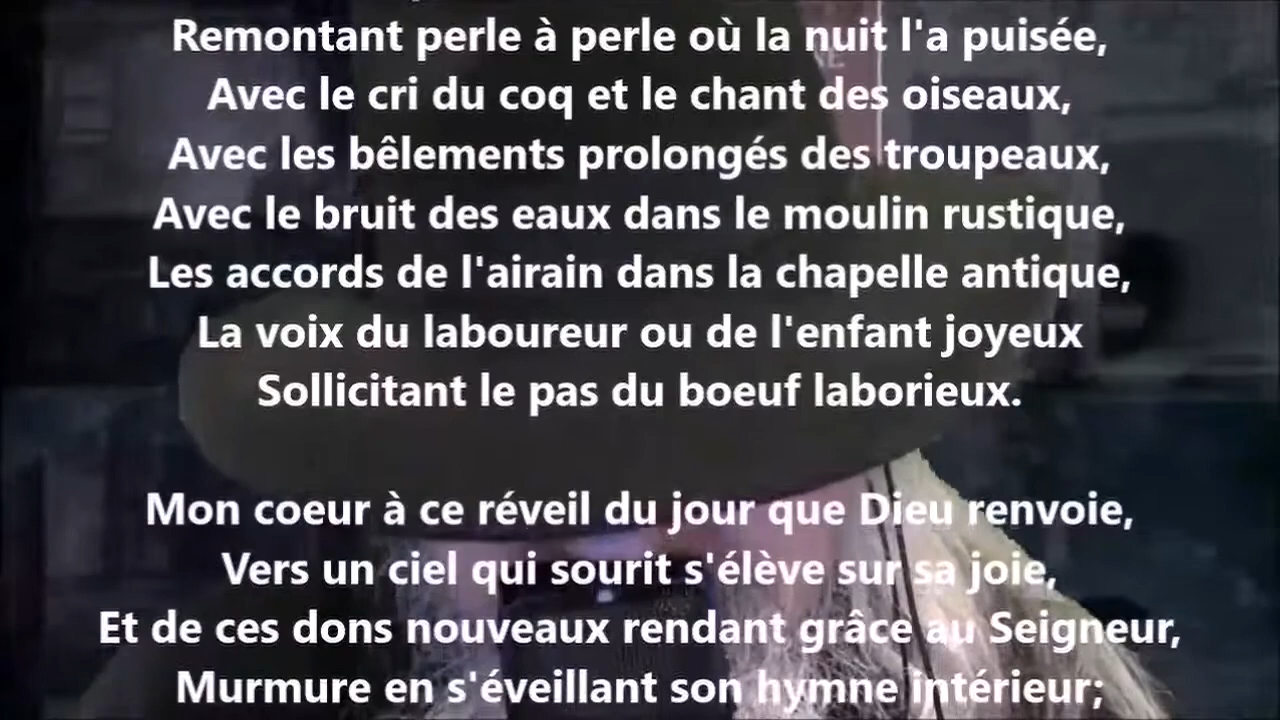 Remontant perle à perle où la nuit l'a puisée,
Avec le cri du coq et le chant des oiseaux,
Avec les bêlements prolongés des troupeaux,
Avec le bruit des eaux dans le moulin rustique,
Les accords de l'airain dans la chapelle antique,
La voix du laboureur ou de l'enfant joyeux
Sollicitant le pas du boeuf laborieux.
Mon coeur à ce réveil du jour que Dieu renvoie,
Vers un ciel qui sourit s'élève sur sa joie,
Et de ces dons nouveaux rendant grâce au Seigneur,
Murmure en s'éveillant son hymne intérieur;